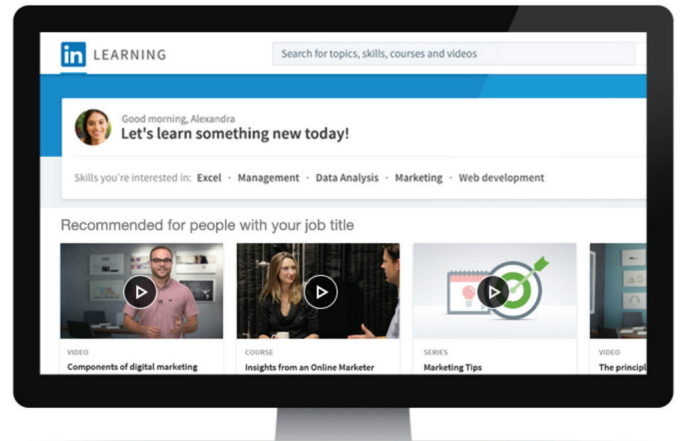 in LEARNING
Search for topics, skills, courses and videos
Good morning, Alexandra
Let's learn something new today!
Skills you're interested in: Excel · Management · Data Analysis · Marketing · Web development
Recommended for people with your job title
VIDEO
Components of digital marketing
COURSE
Insights from an Online Marketer
SERIES
Marketing Tips
VIDEO
The principl